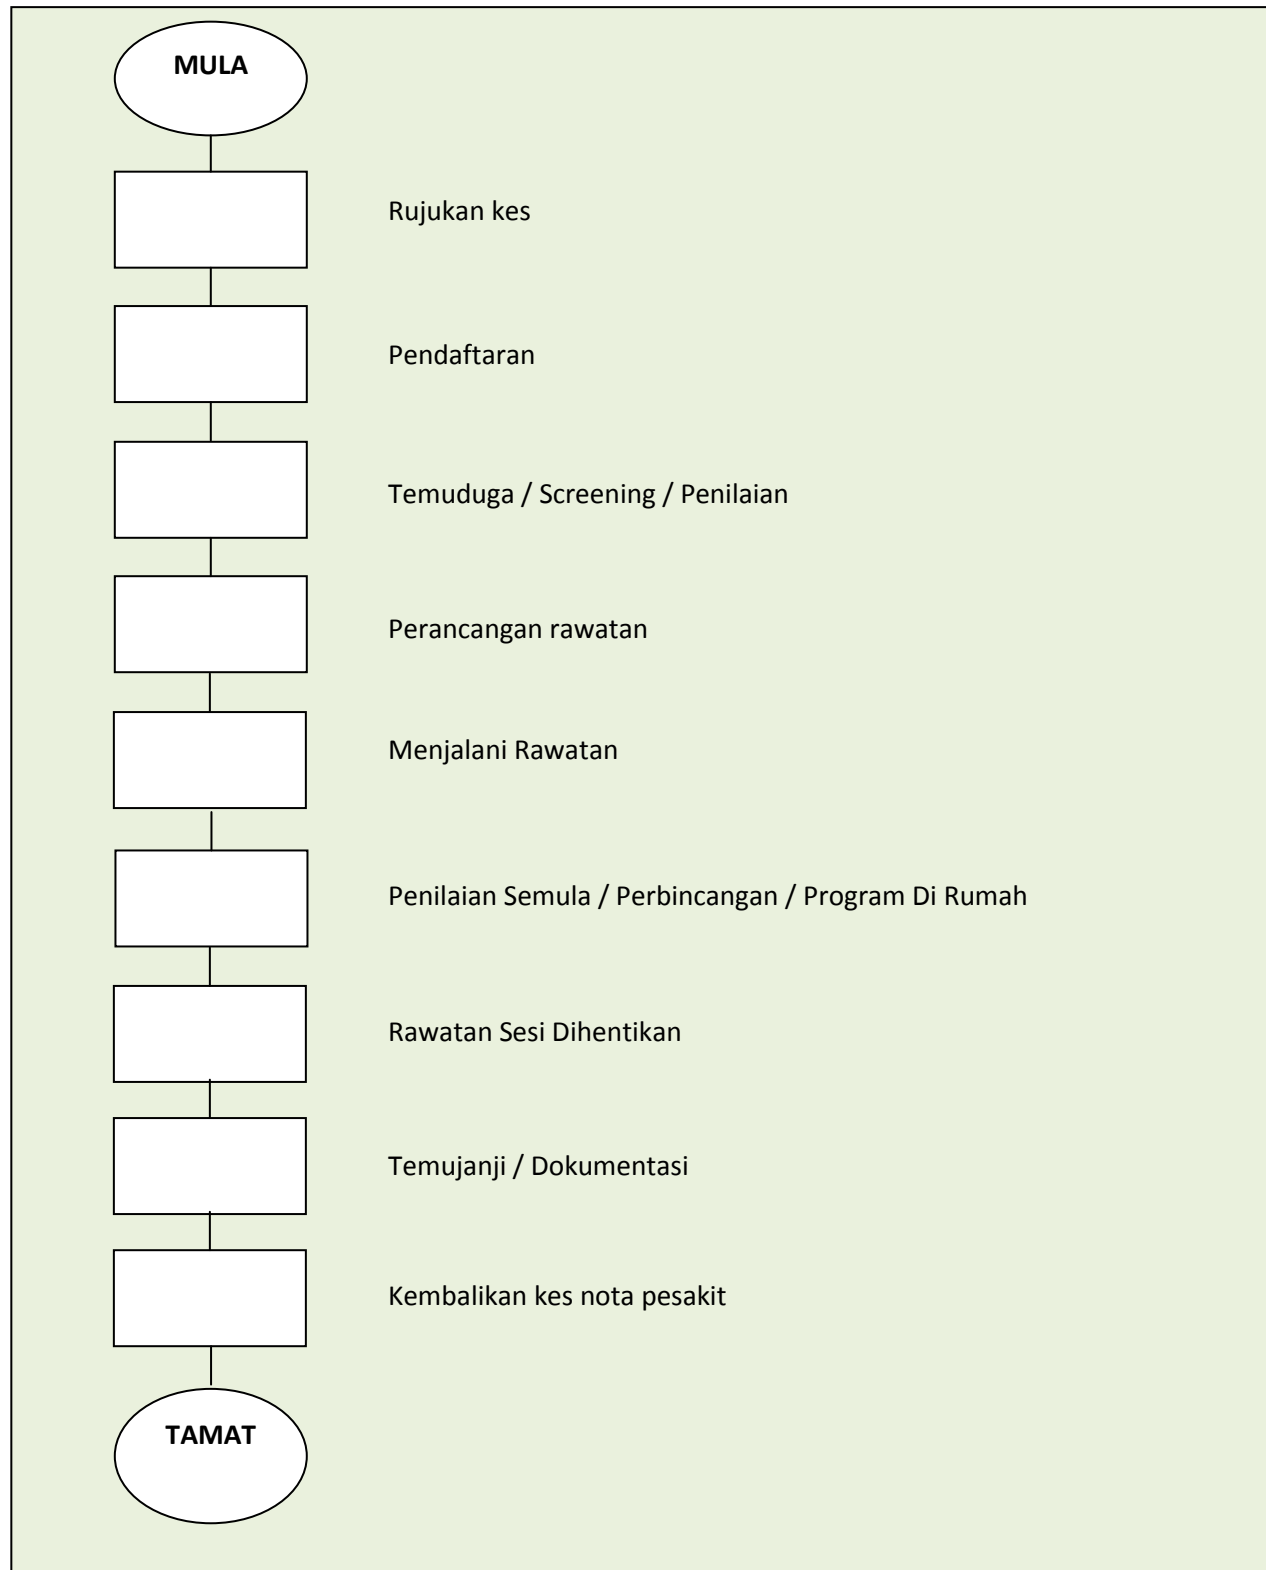 MULA
Rujukan kes
Pendaftaran
Temuduga / Screening / Penilaian
Perancangan rawatan
Menjalani Rawatan
Penilaian Semula / Perbincangan / Program Di Rumah
Rawatan Sesi Dihentikan
Temujanji / Dokumentasi
Kembalikan kes nota pesakit
TAMAT